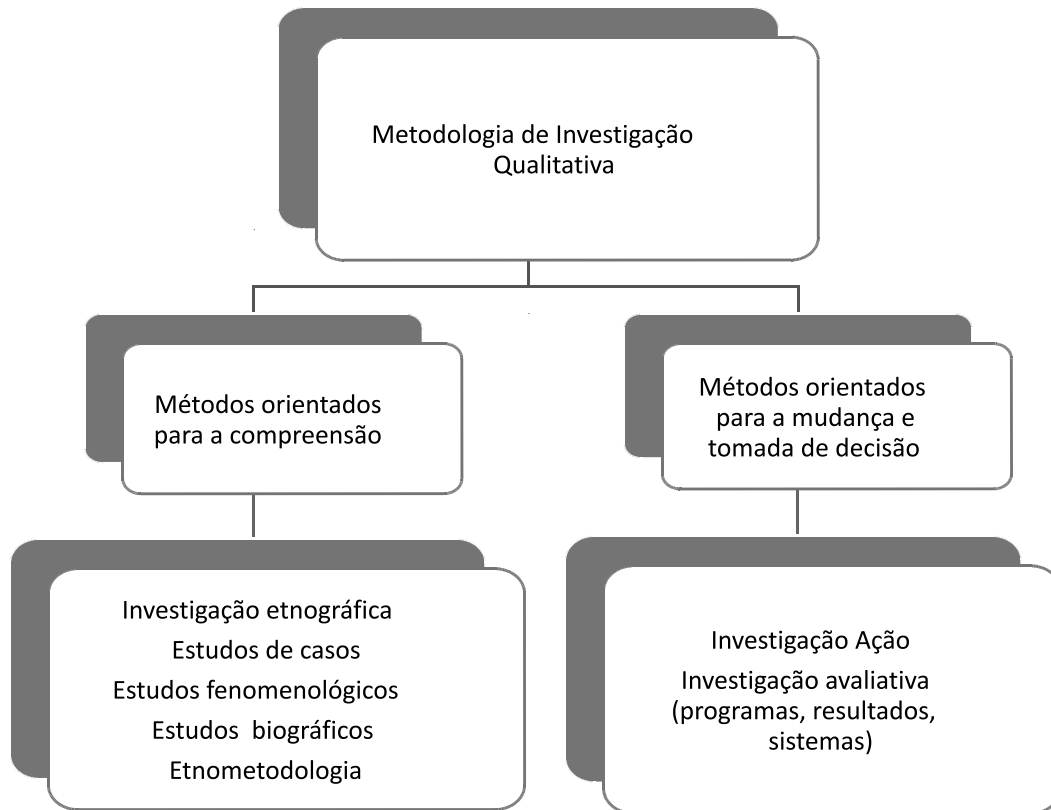 Metodologia de Investigação
Qualitativa
Métodos orientados
para a compreensão
Métodos orientados
para a mudança e
tomada de decisão
Investigação etnográfica
Estudos de casos
Estudos fenomenológicos
Estudos biográficos
Etnometodologia
Investigação Ação
Investigação avaliativa
(programas, resultados,
sistemas)